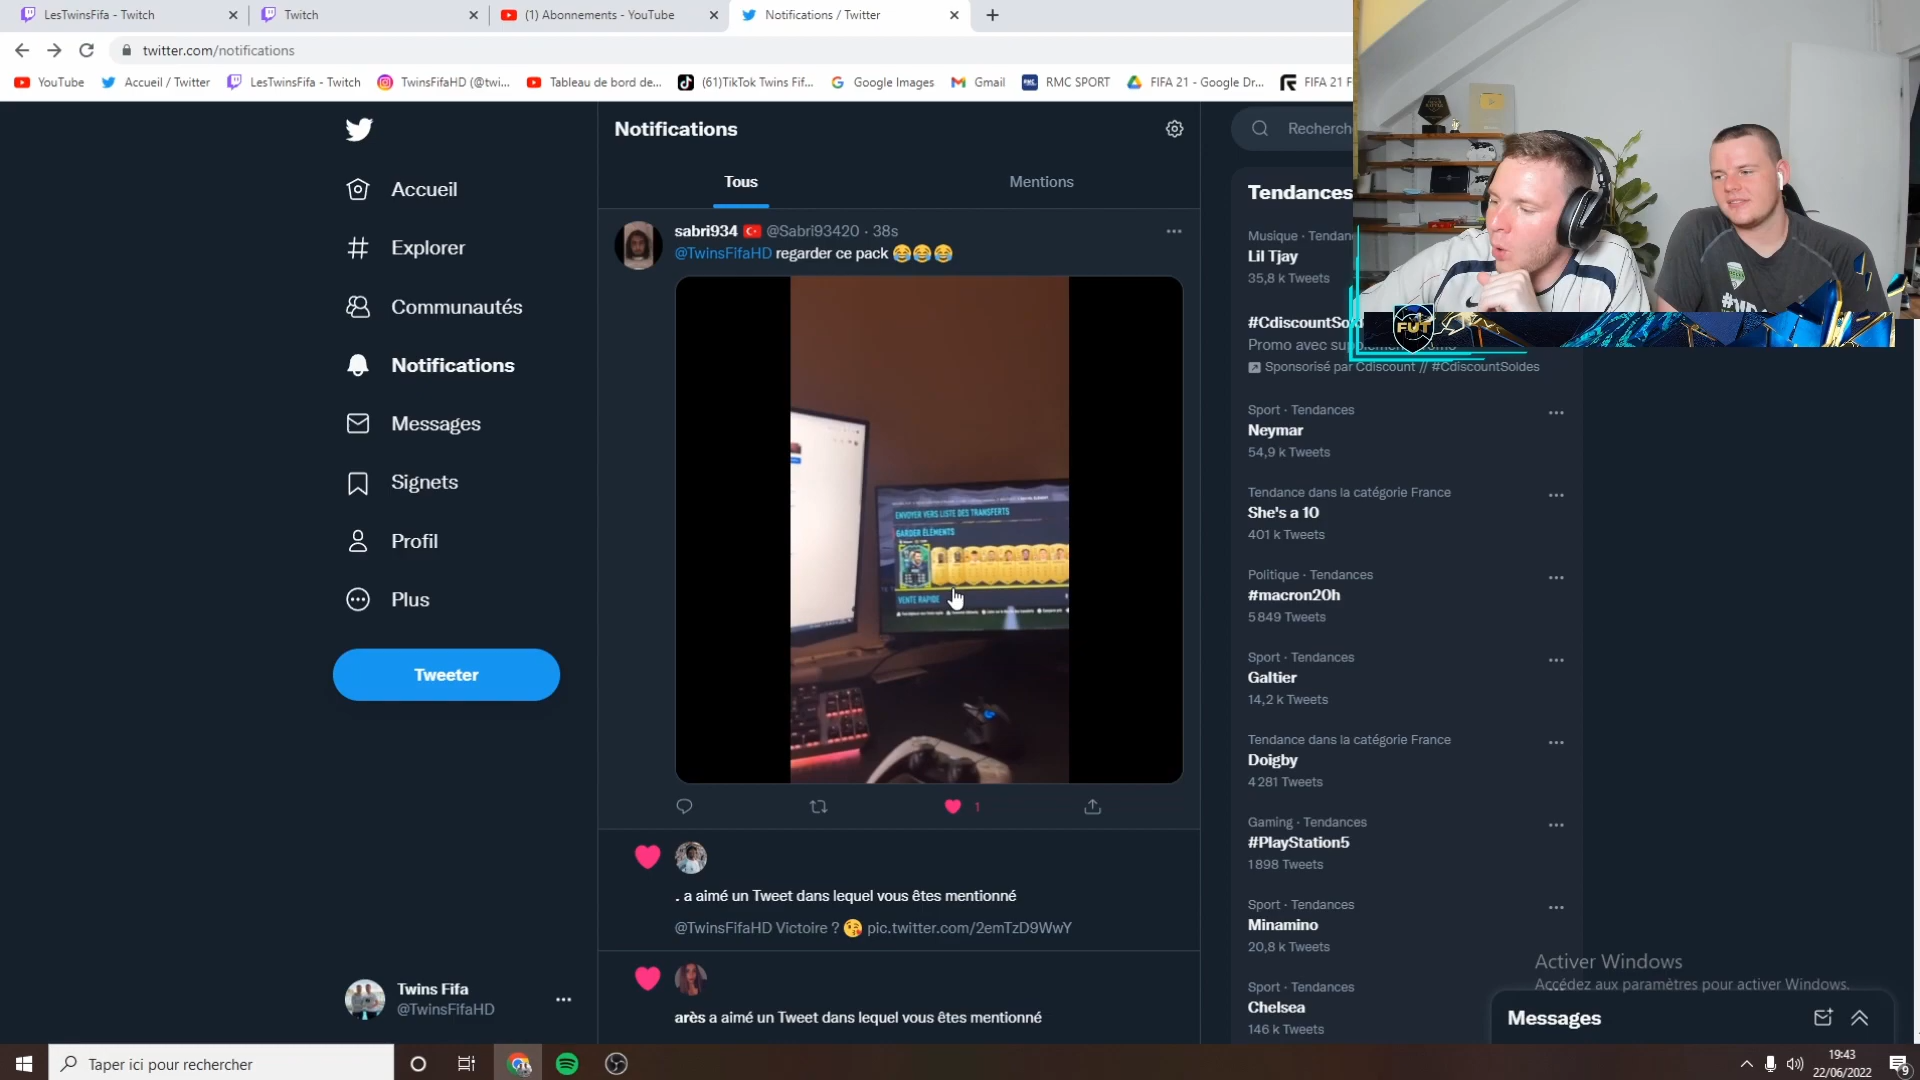 LesTwinsFifa - Twitch
Twitch
(1) Abonnements - YouTube
Notifications / Twitter
twitter.com/notifications
YouTube
Accueil / Twitter
LesTwinsFifa - Twitch
TwinsFifaHD (@twi...
Tableau de bord de...
(61)TikTok Twins Fif...
Google Images
Gmail
RMC SPORT
FIFA 21 - Google Dr...
FIFA 21 F
Accueil
Explorer
Communautés
Notifications
Messages
Signets
Profil
Plus
Tweeter
Twins Fifa
@TwinsFifaHD
Notifications
Tous
Mentions
sabri934 🇹🇷 @Sabri93420 · 38s
@TwinsFifaHD regarder ce pack 😂😂😂
ENVOYER VERS LISTE DES TRANSFERTS
GARDER ÉLÉMENTS
VENTE RAPIDE
1
. a aimé un Tweet dans lequel vous êtes mentionné
@TwinsFifaHD Victoire ? 😘 pic.twitter.com/2emTzD9WwY
arès a aimé un Tweet dans lequel vous êtes mentionné
Recherch
Tendances
Musique · Tendan
Lil Tjay
35,8 k Tweets
#CdiscountSold
Promo avec sup
Sponsorisé par Cdiscount // #CdiscountSoldes
FUT
Sport · Tendances
Neymar
54,9 k Tweets
Tendance dans la catégorie France
She's a 10
401 k Tweets
Politique · Tendances
#macron20h
5 849 Tweets
Sport · Tendances
Galtier
14,2 k Tweets
Tendance dans la catégorie France
Doigby
4 281 Tweets
Gaming · Tendances
#PlayStation5
1 898 Tweets
Sport · Tendances
Minamino
20,8 k Tweets
Sport · Tendances
Chelsea
146 k Tweets
Activer Windows
Accédez aux paramètres pour activer Windows.
Messages
Taper ici pour rechercher
19:43
22/06/2022
9